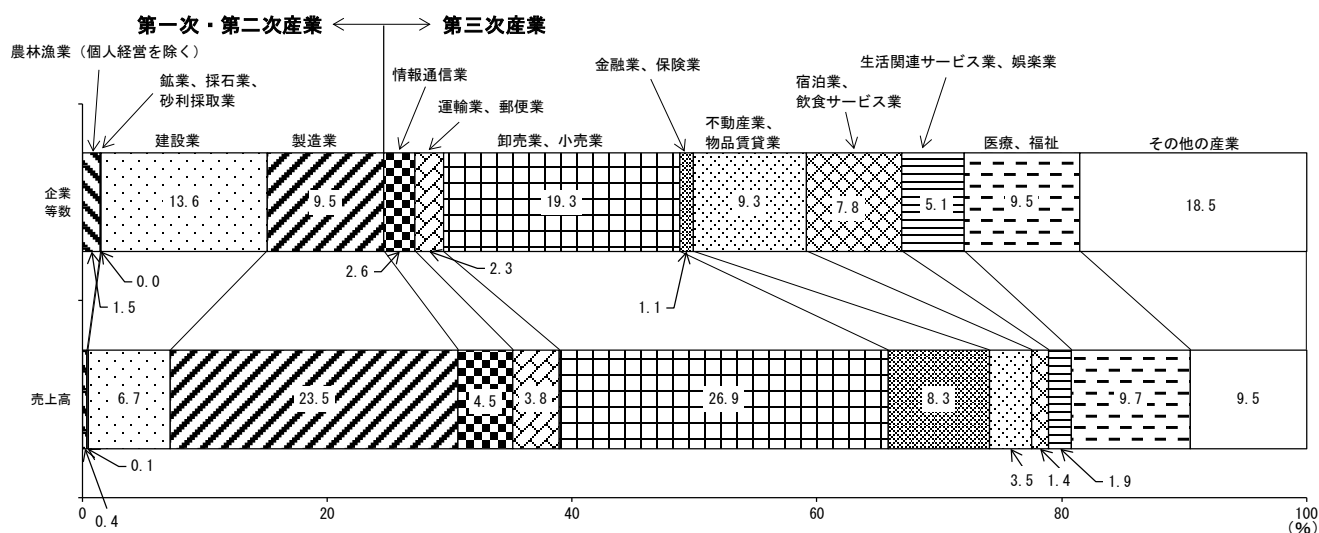 第一次・第二次産業
第三次産業
農林漁業（個人経営を除く）
鉱業、採石業、
砂利採取業
建設業
製造業
情報通信業
運輸業、郵便業
卸売業、小売業
金融業、保険業
不動産業、
物品賃貸業
宿泊業、
飲食サービス業
生活関連サービス業、娯楽業
医療、福祉
その他の産業
企業
等数
13.6
9.5
19.3
9.3
7.8
5.1
9.5
18.5
1.5
0.0
2.6
2.3
1.1
売上高
6.7
23.5
4.5
3.8
26.9
8.3
9.7
9.5
0.4
0.1
3.5
1.4
1.9
0
20
40
60
80
100
(%)